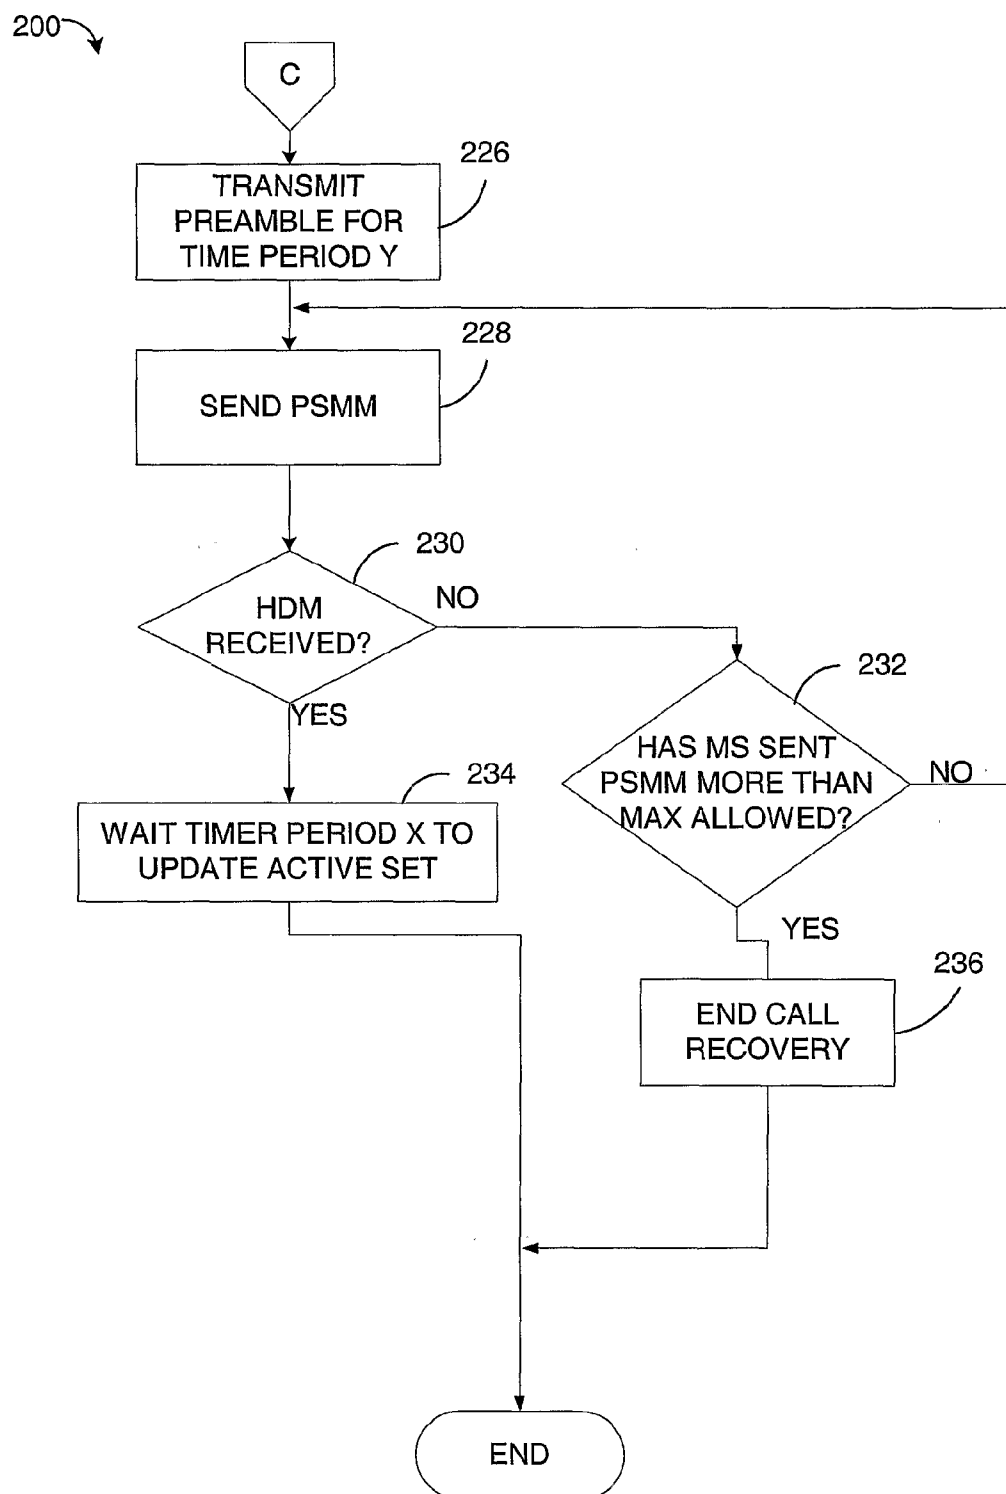 200
C
226
TRANSMIT
PREAMBLE FOR
TIME PERIOD Y
228
SEND PSMM
230
HDM
RECEIVED?
NO
YES
232
HAS MS SENT
PSMM MORE THAN
MAX ALLOWED?
NO
YES
234
WAIT TIMER PERIOD X TO
UPDATE ACTIVE SET
236
END CALL
RECOVERY
END